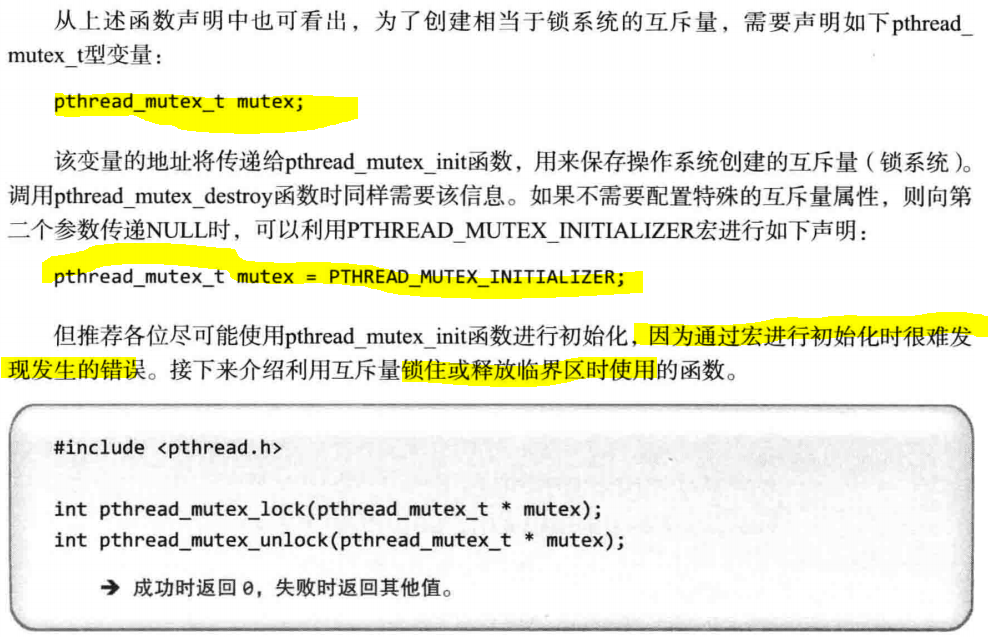 从上述函数声明中也可看出，为了创建相当于锁系统的互斥量，需要声明如下pthread_
mutex_t型变量：
pthread_mutex_t mutex;
该变量的地址将传递给pthread_mutex_init函数，用来保存操作系统创建的互斥量（锁系统）。
调用pthread_mutex_destroy函数时同样需要该信息。如果不需要配置特殊的互斥量属性，则向第
二个参数传递NULL时，可以利用PTHREAD_MUTEX_INITIALIZER宏进行如下声明：
pthread_mutex_t mutex = PTHREAD_MUTEX_INITIALIZER;
但推荐各位尽可能使用pthread_mutex_init函数进行初始化，因为通过宏进行初始化时很难发
现发生的错误。接下来介绍利用互斥量锁住或释放临界区时使用的函数。
#include <pthread.h>
int pthread_mutex_lock(pthread_mutex_t * mutex);
int pthread_mutex_unlock(pthread_mutex_t * mutex);
➔ 成功时返回 0，失败时返回其他值。